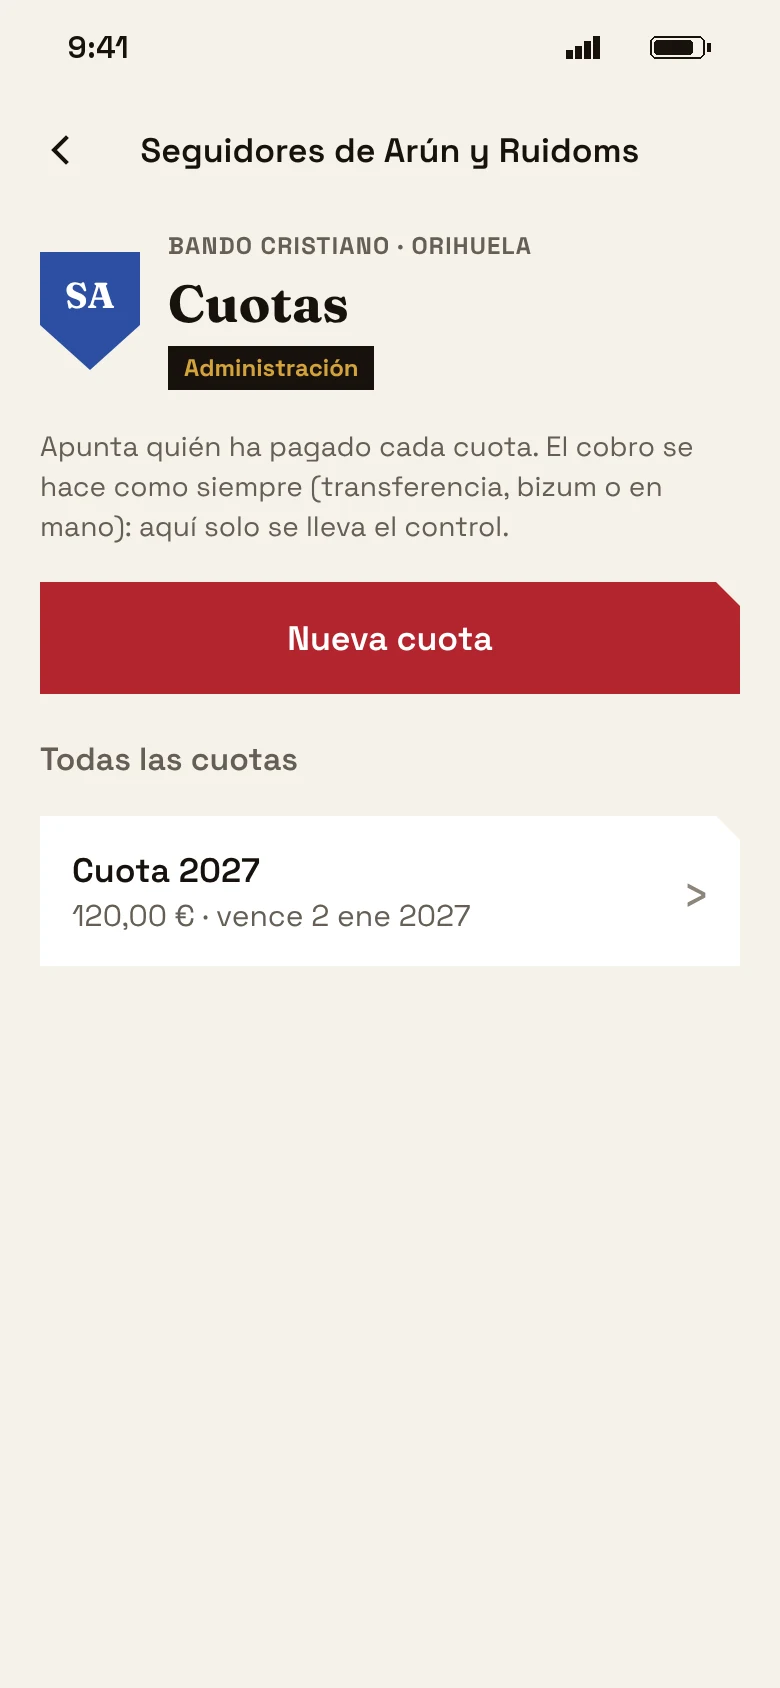 9:41
Seguidores de Arún y Ruidoms
BANDO CRISTIANO · ORIHUELA
SA
Cuotas
Administración
Apunta quién ha pagado cada cuota. El cobro se
hace como siempre (transferencia, bizum o en
mano): aquí solo se lleva el control.
Nueva cuota
Todas las cuotas
Cuota 2027
120,00 € · vence 2 ene 2027
>